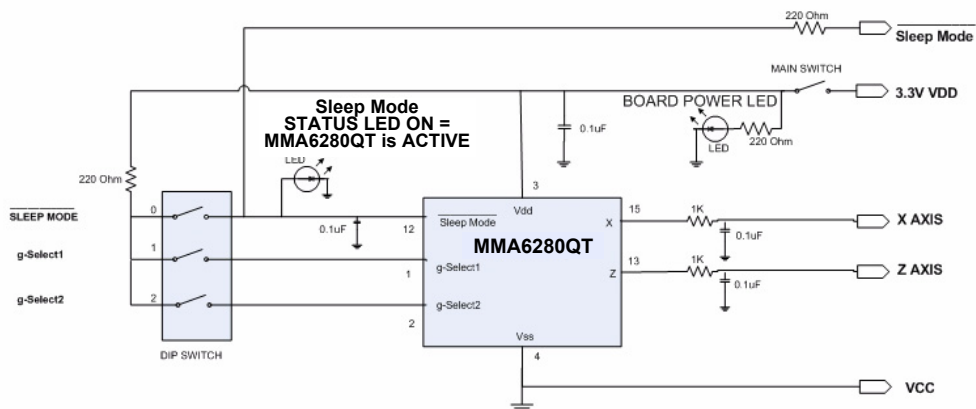 220 Ohm
Sleep Mode
MAIN SWITCH
3.3V VDD
Sleep Mode
STATUS LED ON =
MMA6280QT is ACTIVE
BOARD POWER LED
0.1uF
LED
220 Ohm
LED
220 Ohm
3
Vdd
SLEEP MODE
0
0.1uF
12
Sleep Mode
X
15
1K
X AXIS
MMA6280QT
0.1uF
g-Select1
1
1
g-Select1
Z
13
1K
Z AXIS
0.1uF
g-Select2
2
2
g-Select2
Vss
4
DIP SWITCH
VCC